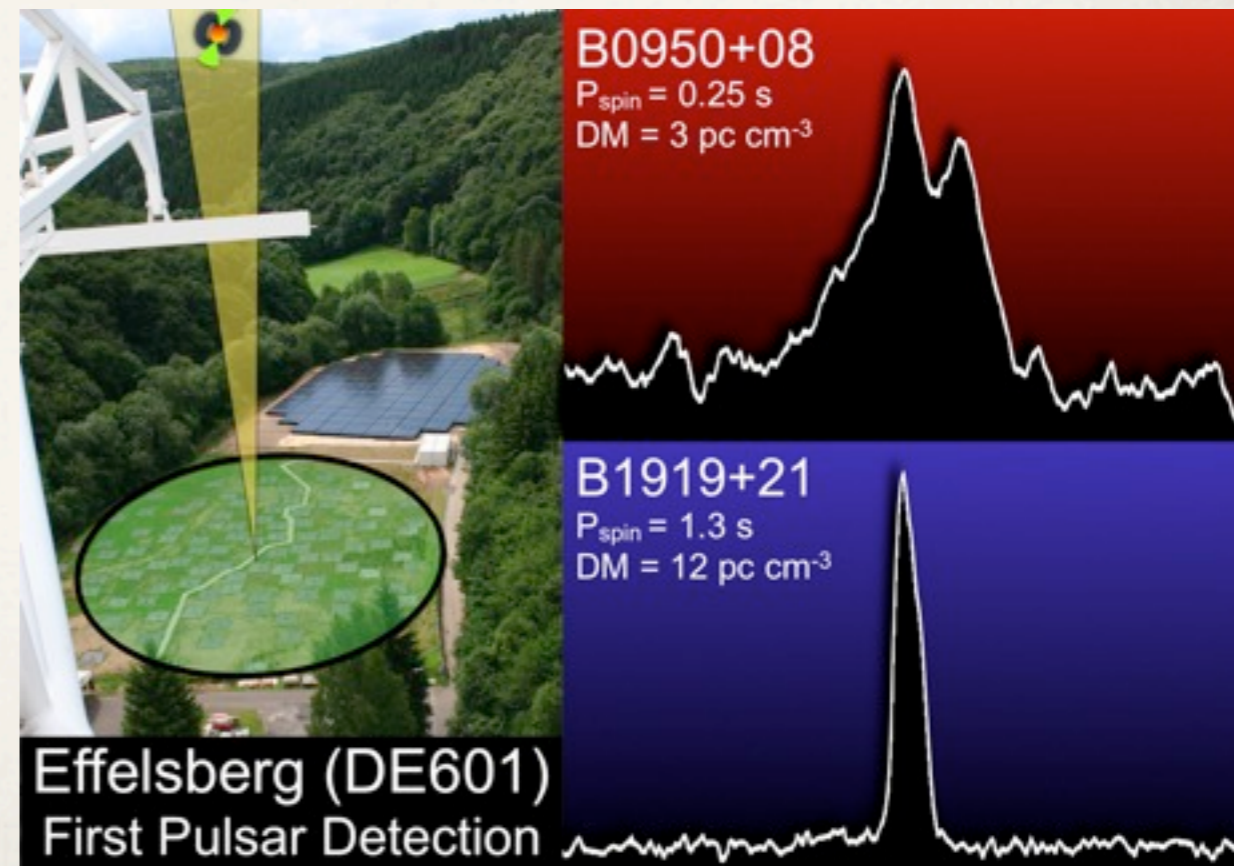 B0950+08
Pspin = 0.25 s
DM = 3 pc cm-3
B1919+21
Pspin = 1.3 s
DM = 12 pc cm-3
Effelsberg (DE601)
First Pulsar Detection